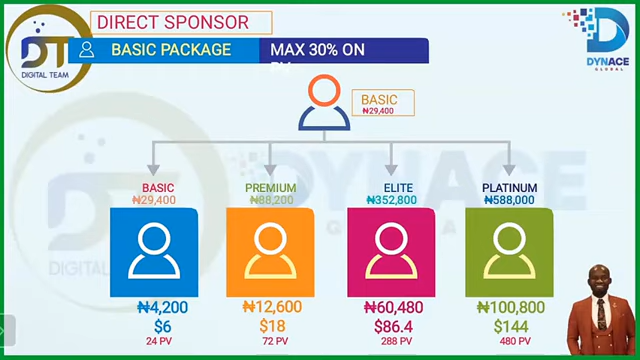 DIRECT SPONSOR
DT
DIGITAL TEAM
BASIC PACKAGE
MAX 30% ON
DYNACE
GLOBAL
BASIC
₦29,400
BASIC
₦29,400
PREMIUM
₦88,200
ELITE
₦352,800
PLATINUM
₦588,000
₦4,200
$6
24 PV
₦12,600
$18
72 PV
₦60,480
$86.4
288 PV
₦100,800
$144
480 PV